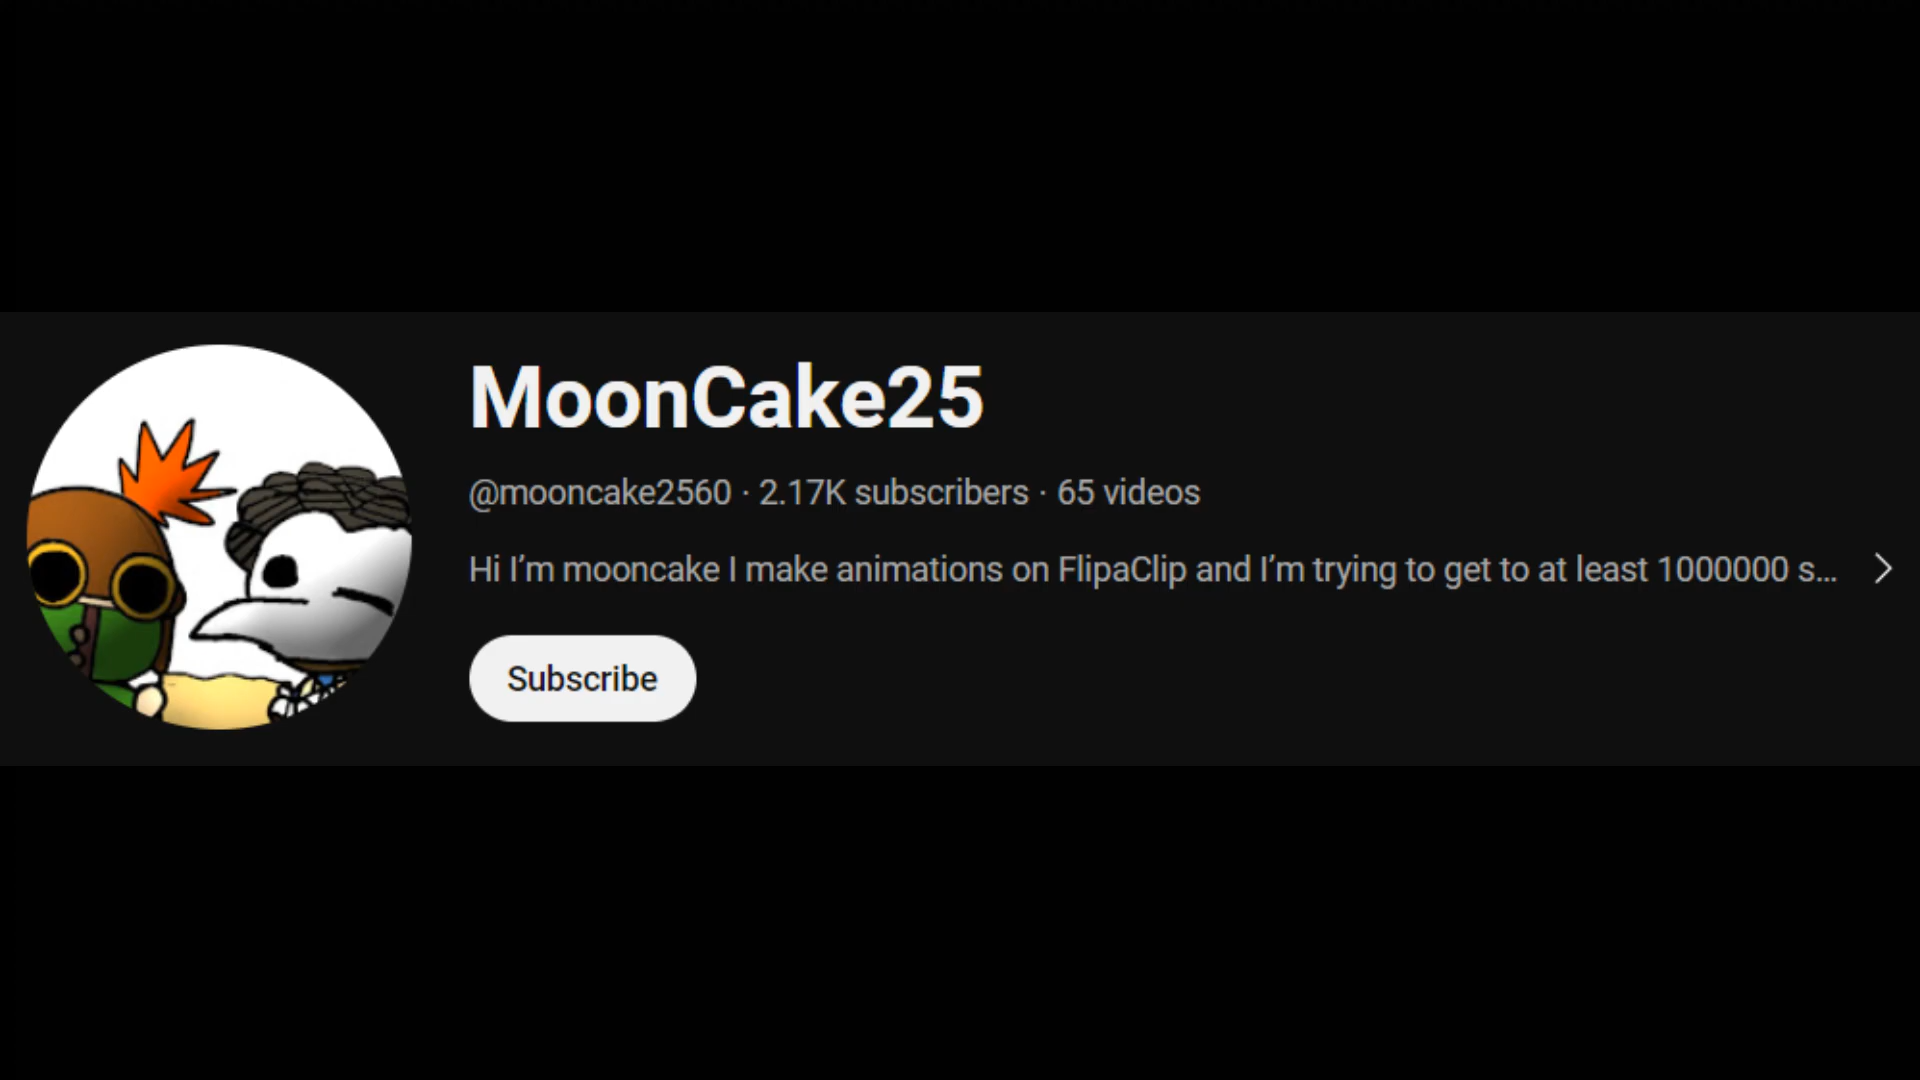 MoonCake25
@mooncake2560 · 2.17K subscribers · 65 videos
Hi I’m mooncake I make animations on FlipaClip and I’m trying to get to at least 1000000 s...
Subscribe